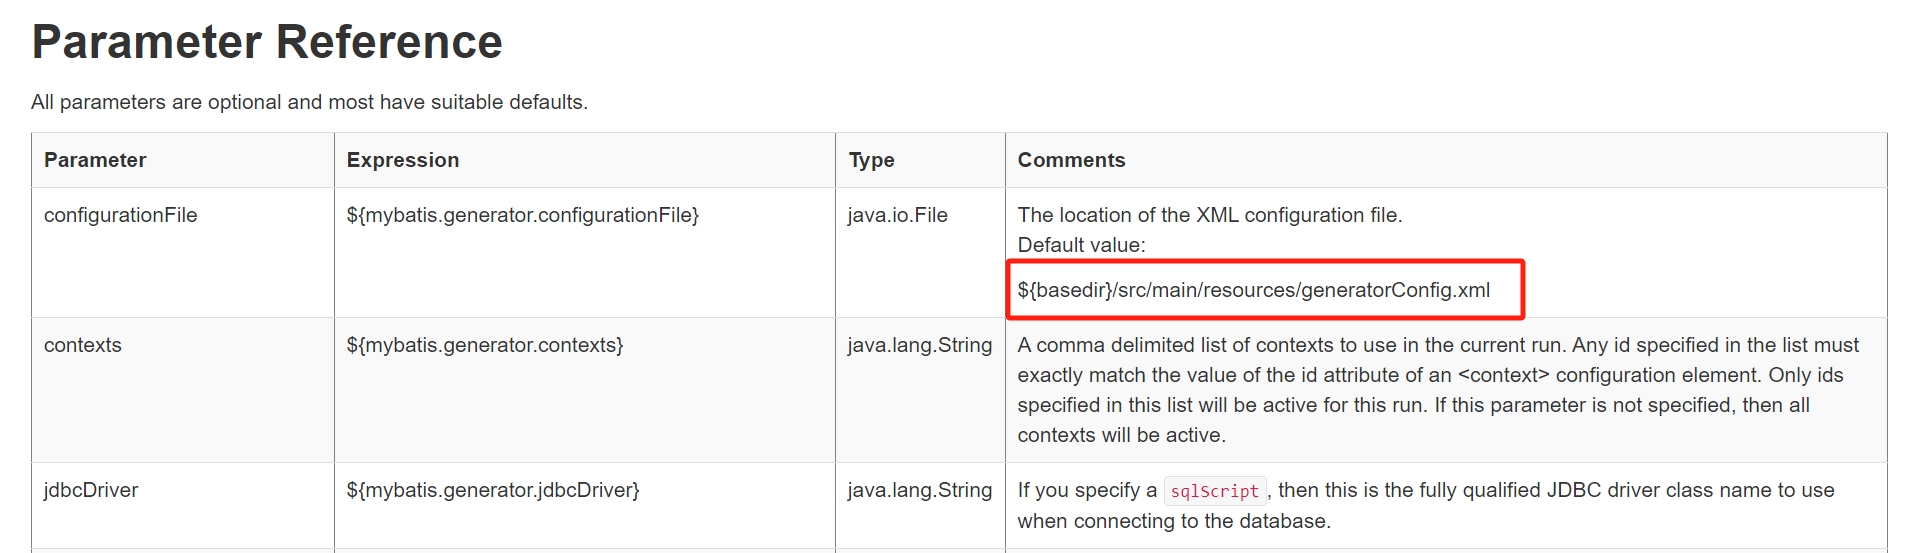 Parameter Reference
All parameters are optional and most have suitable defaults.
Parameter Expression Type Comments
configurationFile ${mybatis.generator.configurationFile} java.io.File The location of the XML configuration file.
Default value:
${basedir}/src/main/resources/generatorConfig.xml
contexts ${mybatis.generator.contexts} java.lang.String A comma delimited list of contexts to use in the current run. Any id specified in the list must
exactly match the value of the id attribute of an <context> configuration element. Only ids
specified in this list will be active for this run. If this parameter is not specified, then all
contexts will be active.
jdbcDriver ${mybatis.generator.jdbcDriver} java.lang.String If you specify a sqlScript, then this is the fully qualified JDBC driver class name to use
when connecting to the database.